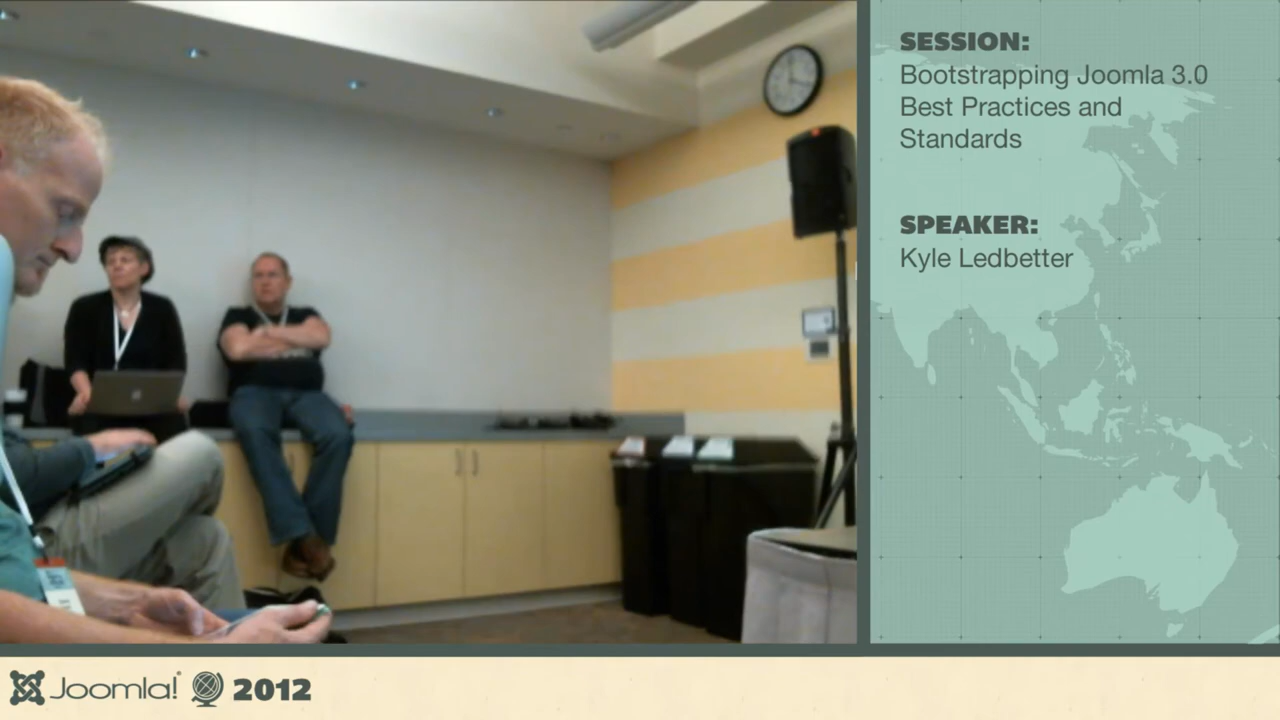 SESSION:
Bootstrapping Joomla 3.0
Best Practices and
Standards
SPEAKER:
Kyle Ledbetter
Joomla!® 2012